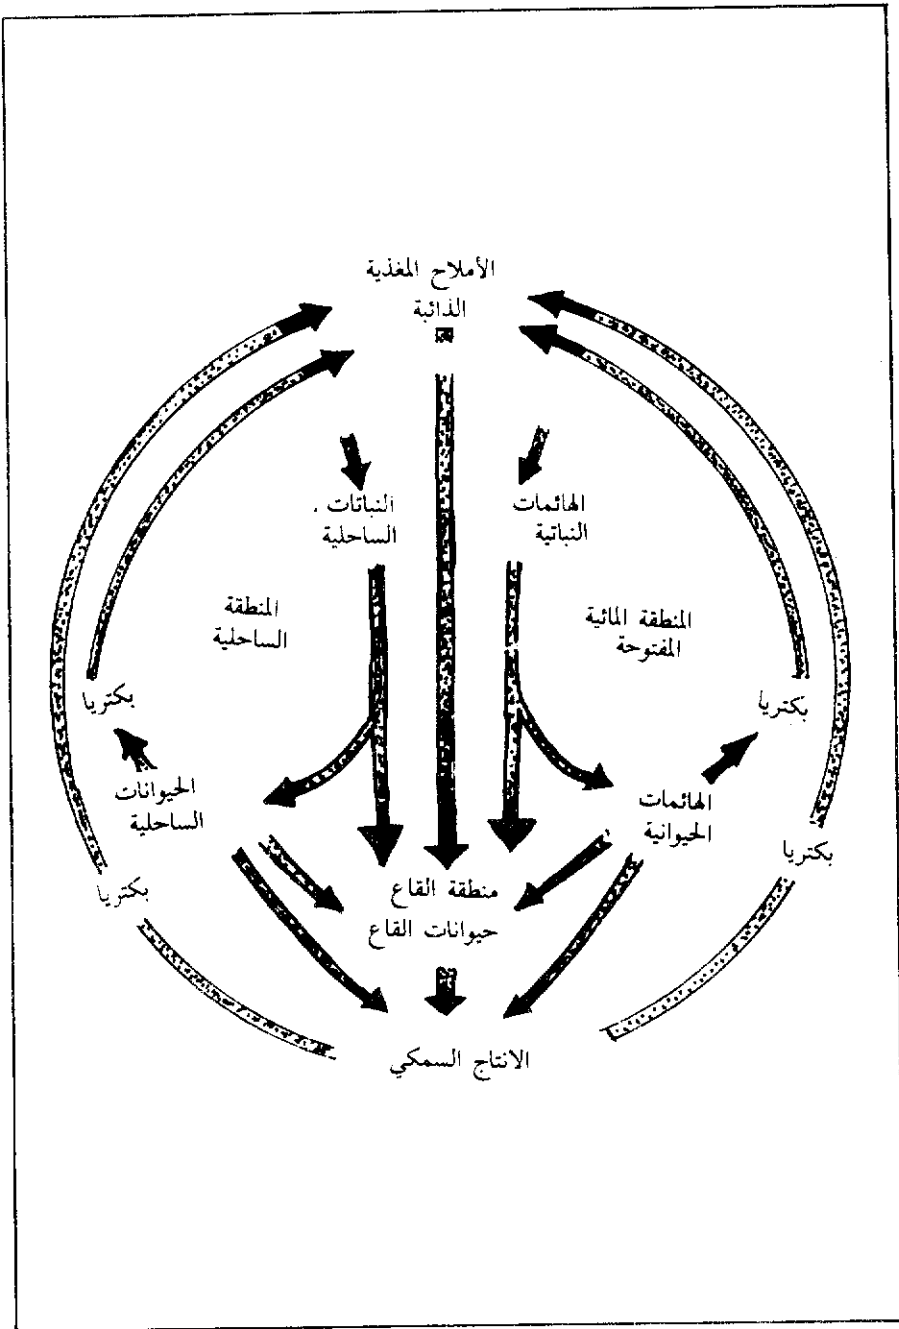 الأملاح المغذية
الذائبة
الهائمات
النباتية
النباتات .
الساحلية
المنطقة المائية
المفتوحة
المنطقة
الساحلية
بكتريا
بكتريا
الهائمات
الحيوانية
الحيوانات
الساحلية
بكتريا
بكتريا
منطقة القاع
حيوانات القاع
الانتاج السمكي